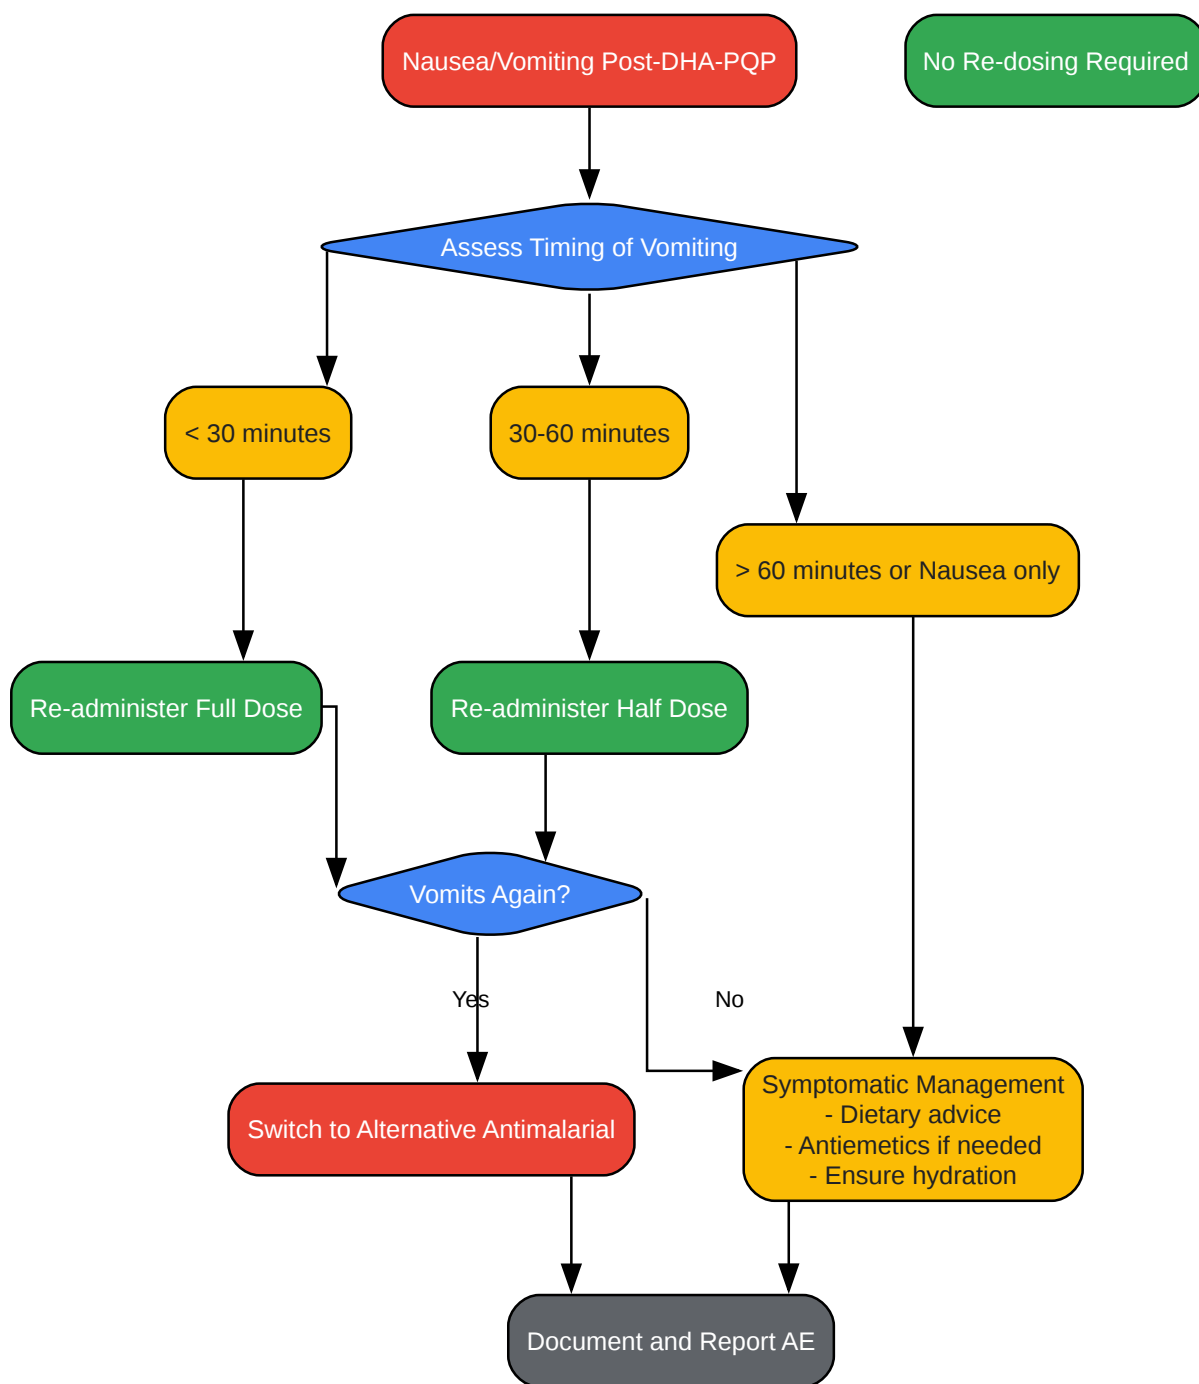 Nausea/Vomiting Post-DHA-PQP
No Re-dosing Required
Assess Timing of Vomiting
< 30 minutes
30-60 minutes
> 60 minutes or Nausea only
Re-administer Full Dose
Re-administer Half Dose
Vomits Again?
Yes
No
Switch to Alternative Antimalarial
Symptomatic Management
- Dietary advice
- Antiemetics if needed
- Ensure hydration
Document and Report AE